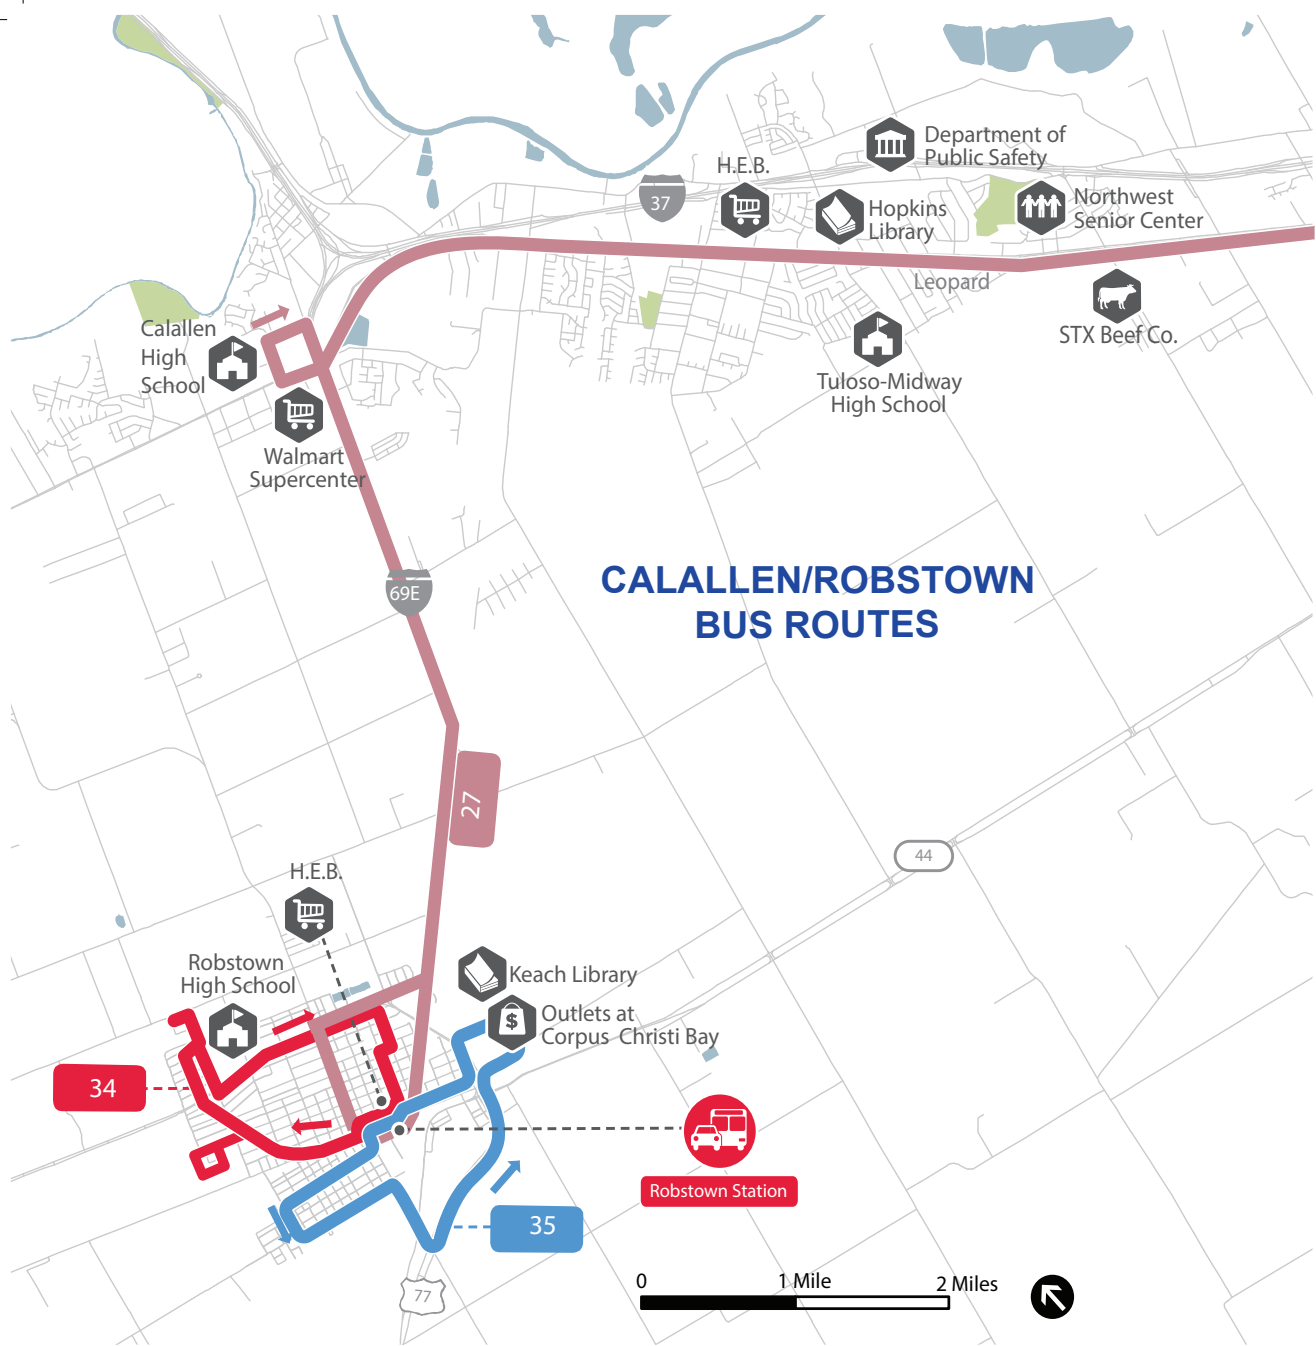 Department of
Public Safety
H.E.B.
37
Hopkins
Library
Northwest
Senior Center
Leopard
STX Beef Co.
Calallen
High
School
Tuloso-Midway
High School
Walmart
Supercenter
CALALLEN/ROBSTOWN
BUS ROUTES
69E
27
44
H.E.B.
Robstown
High School
Keach Library
$
Outlets at
Corpus Christi Bay
34
Robstown Station
35
77
0
1 Mile
2 Miles